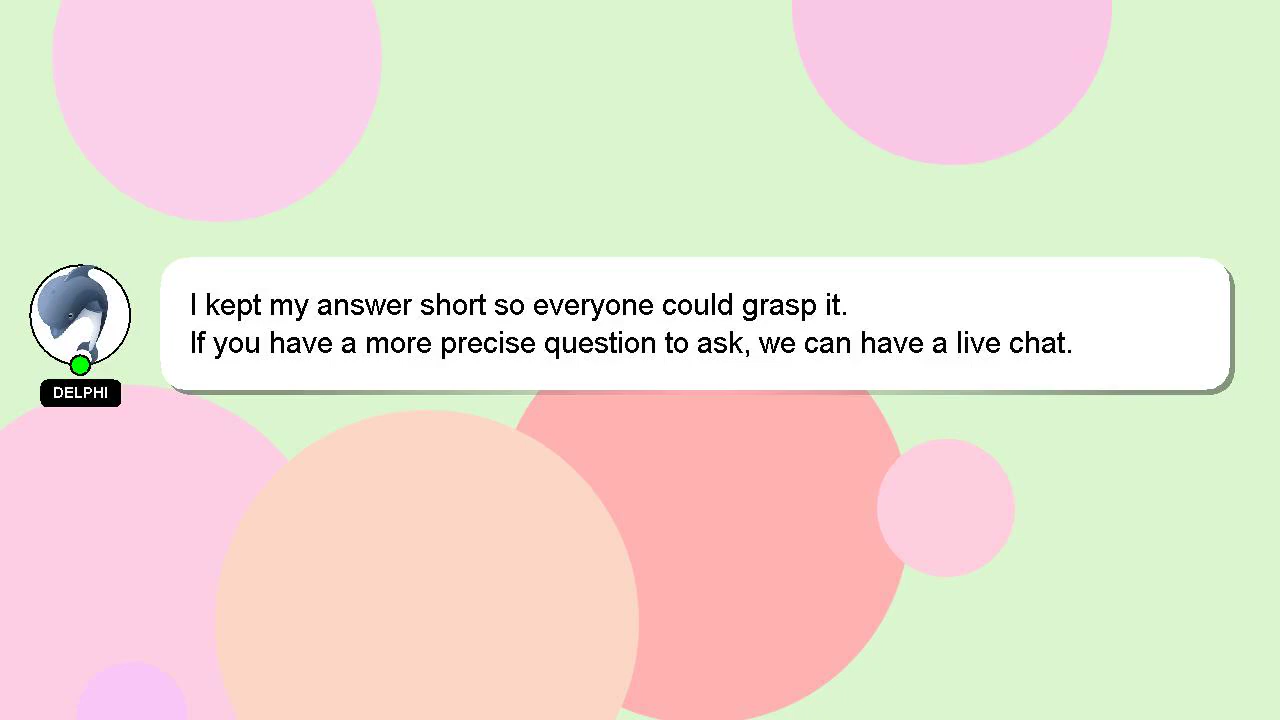 I kept my answer short so everyone could grasp it.
If you have a more precise question to ask, we can have a live chat.
DELPHI